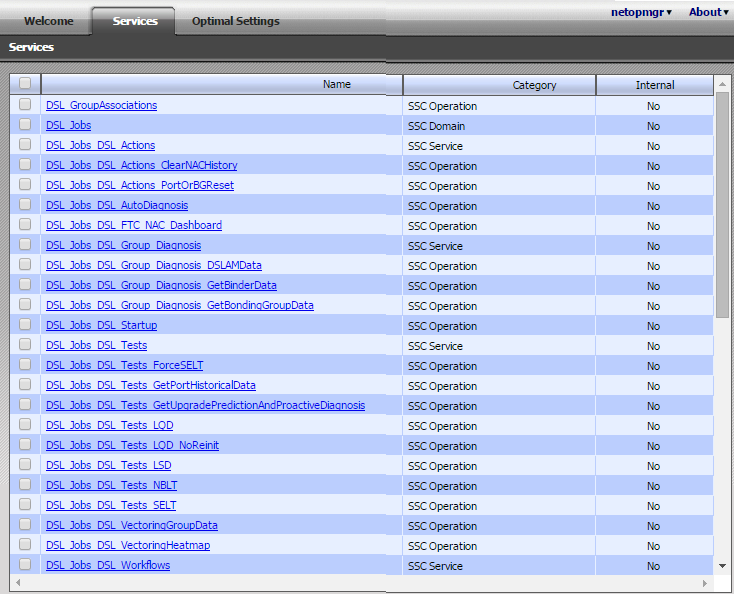 netopmgr▾ About▾
Welcome Services Optimal Settings
Services
Name Category Internal
DSL_GroupAssociations SSC Operation No
DSL_Jobs SSC Domain No
DSL_Jobs_DSL_Actions SSC Service No
DSL_Jobs_DSL_Actions_ClearNACHistory SSC Operation No
DSL_Jobs_DSL_Actions_PortOrBGReset SSC Operation No
DSL_Jobs_DSL_AutoDiagnosis SSC Operation No
DSL_Jobs_DSL_FTC_NAC_Dashboard SSC Operation No
DSL_Jobs_DSL_Group_Diagnosis SSC Service No
DSL_Jobs_DSL_Group_Diagnosis_DSLAMData SSC Operation No
DSL_Jobs_DSL_Group_Diagnosis_GetBinderData SSC Operation No
DSL_Jobs_DSL_Group_Diagnosis_GetBondingGroupData SSC Operation No
DSL_Jobs_DSL_Startup SSC Operation No
DSL_Jobs_DSL_Tests SSC Service No
DSL_Jobs_DSL_Tests_ForceSELT SSC Operation No
DSL_Jobs_DSL_Tests_GetPortHistoricalData SSC Operation No
DSL_Jobs_DSL_Tests_GetUpgradePredictionAndProactiveDiagnosis SSC Operation No
DSL_Jobs_DSL_Tests_LQD SSC Operation No
DSL_Jobs_DSL_Tests_LQD_NoReinit SSC Operation No
DSL_Jobs_DSL_Tests_LSD SSC Operation No
DSL_Jobs_DSL_Tests_NBLT SSC Operation No
DSL_Jobs_DSL_Tests_SELT SSC Operation No
DSL_Jobs_DSL_VectoringGroupData SSC Operation No
DSL_Jobs_DSL_VectoringHeatmap SSC Operation No
DSL_Jobs_DSL_Workflows SSC Service No